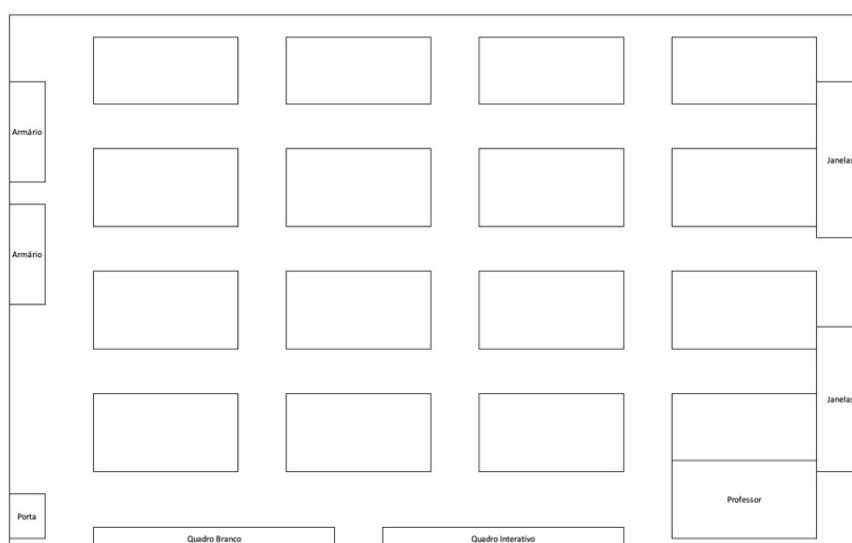 Armário
Janelas
Armário
Janelas
Professor
Porta
Quadro Branco
Quadro Interativo